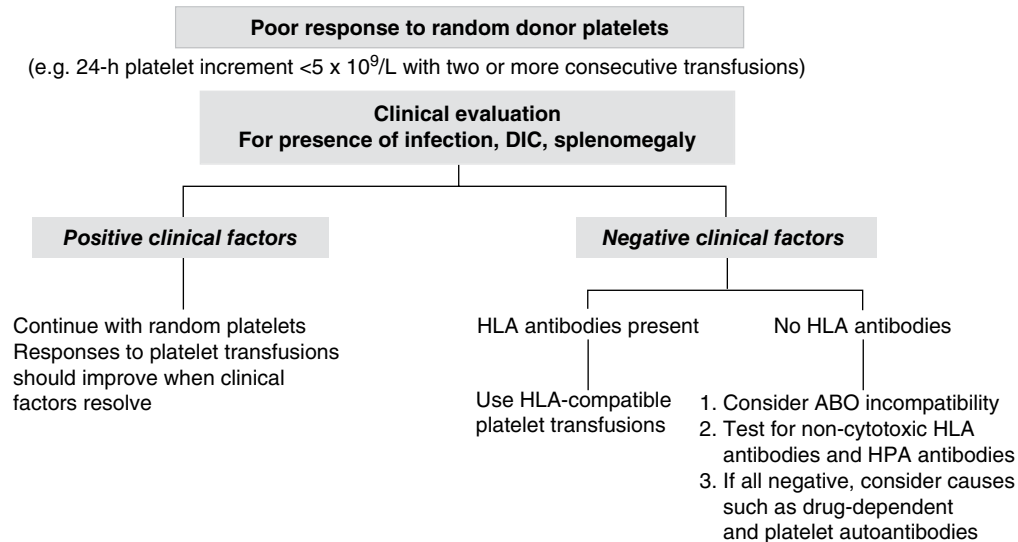 Poor response to random donor platelets
(e.g. 24-h platelet increment <5 x 10⁹/L with two or more consecutive transfusions)
Clinical evaluation
For presence of infection, DIC, splenomegaly
Positive clinical factors
Continue with random platelets
Responses to platelet transfusions
should improve when clinical
factors resolve
Negative clinical factors
HLA antibodies present
Use HLA-compatible
platelet transfusions
No HLA antibodies
1. Consider ABO incompatibility
2. Test for non-cytotoxic HLA
antibodies and HPA antibodies
3. If all negative, consider causes
such as drug-dependent
and platelet autoantibodies